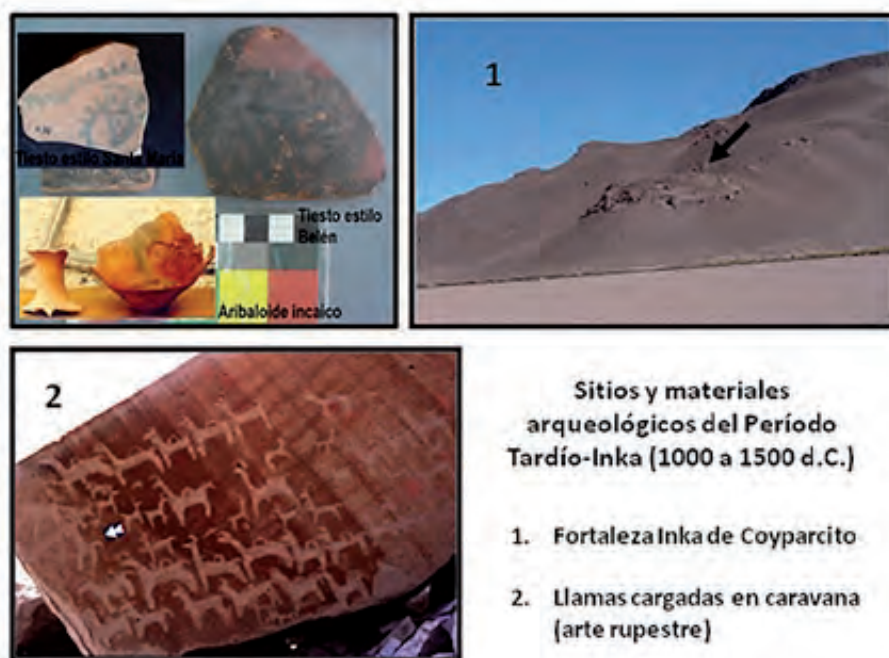 Tiesto estilo Santa María
Tiesto estilo
Belén
Aribaloide incaico
1
2
Sitios y materiales
arqueológicos del Período
Tardío-Inka (1000 a 1500 d.C.)
1. Fortaleza Inka de Coyparcito
2. Llamas cargadas en caravana
(arte rupestre)